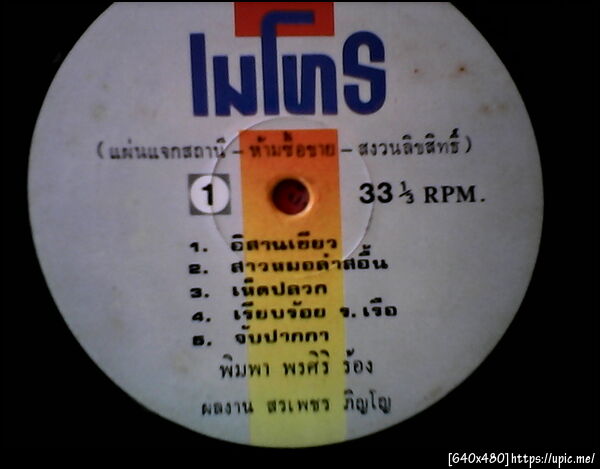 เมโทร
(แผ่นแจกสถานี - ห้ามซื้อขาย - สงวนลิขสิทธิ์)
1 33 1/3 RPM.
1. อิสานเขียว
2. สาวหมอลำสอื้น
3. เห็ดปลวก
4. เรียบร้อย ร.เรือ
5. จับปากกา
พิมพา พรศิริ ร้อง
ผลงาน สรเพชร ภิญโญ
[640x480]https://upic.me/